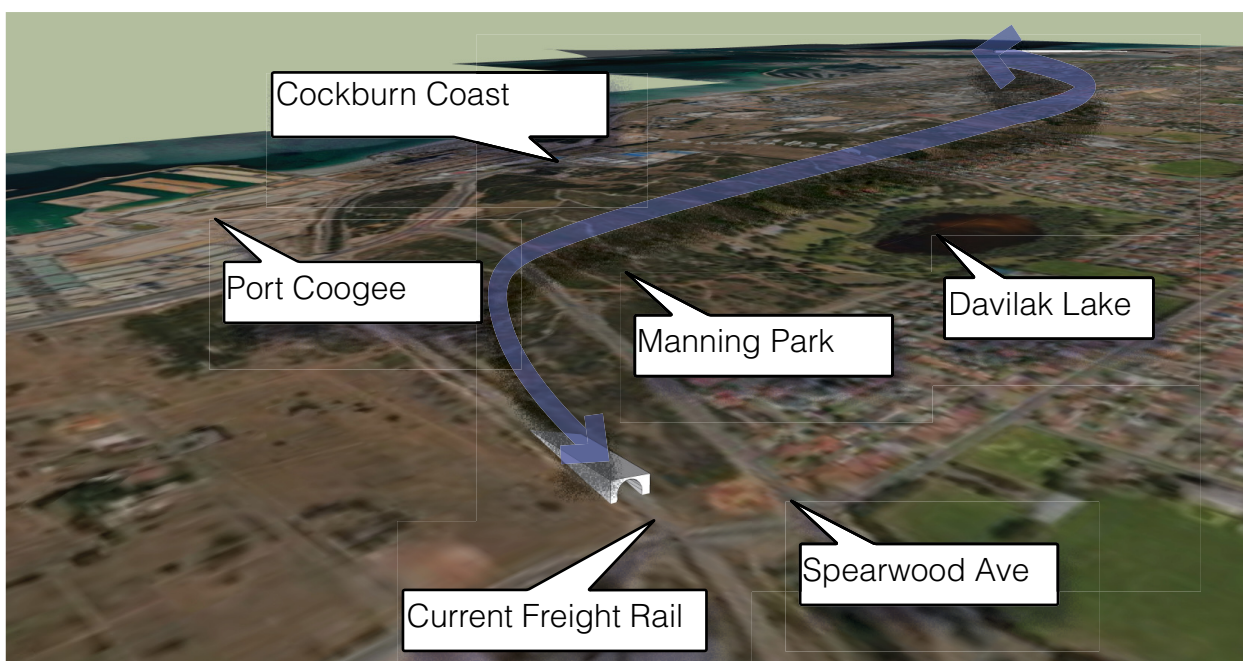 Cockburn Coast
Port Coogee
Davilak Lake
Manning Park
Spearwood Ave
Current Freight Rail